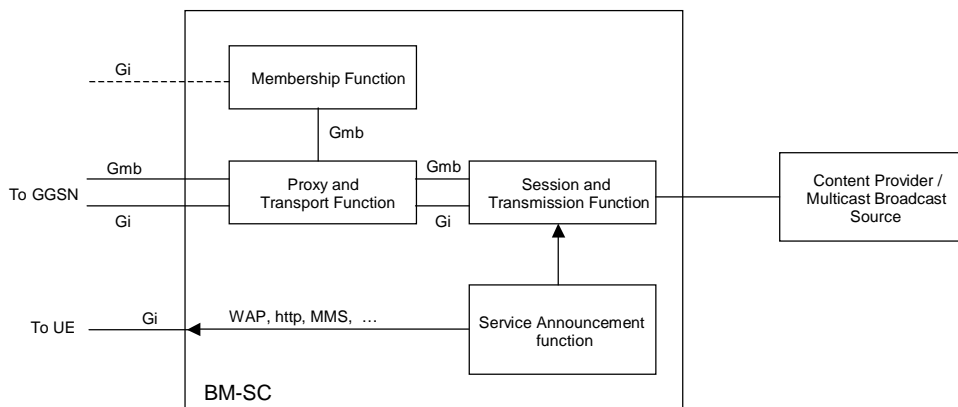 Gi
Membership Function
Gmb
Gmb
Gmb
To GGSN
Proxy and
Transport Function
Session and
Transmission Function
Content Provider /
Multicast Broadcast
Source
Gi
Gi
To UE
Gi
WAP, http, MMS, …
Service Announcement
function
BM-SC